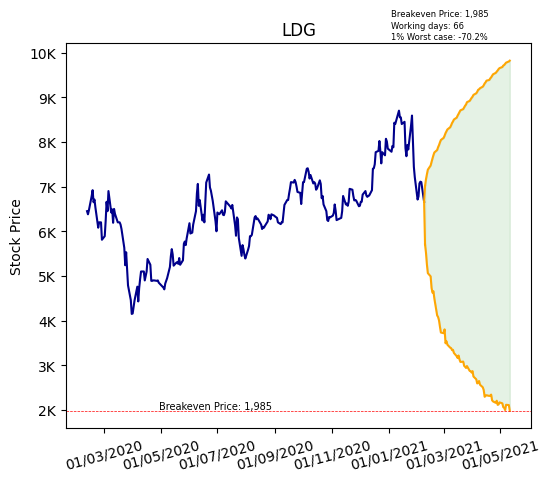 Breakeven Price: 1,985
Working days: 66
1% Worst case: -70.2%
LDG
Stock Price
10K
9K
8K
7K
6K
5K
4K
3K
2K
Breakeven Price: 1,985
01/03/2020
01/05/2020
01/07/2020
01/09/2020
01/11/2020
01/01/2021
01/03/2021
01/05/2021